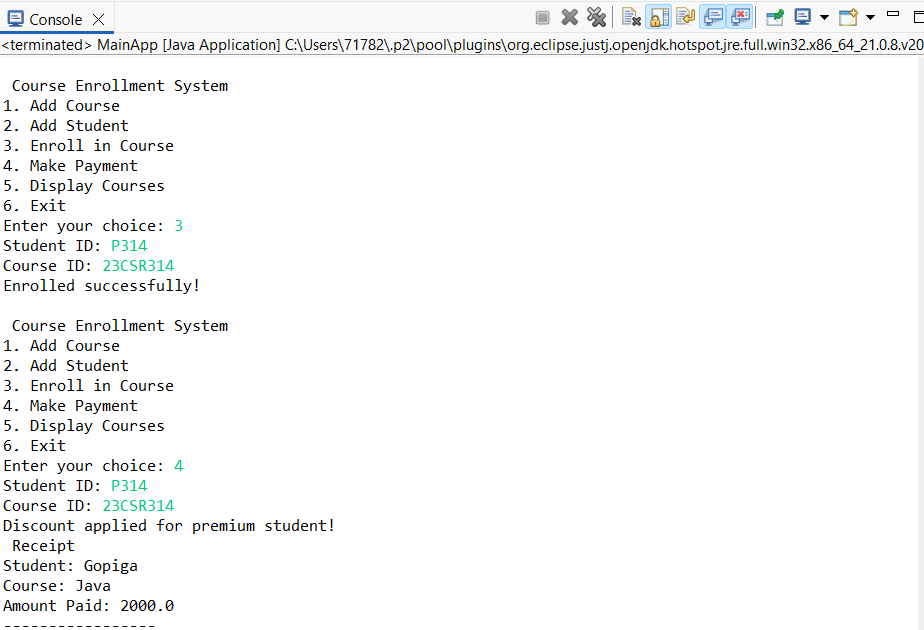 Console
<terminated> MainApp [Java Application] C:\Users\71782\.p2\pool\plugins\org.eclipse.justj.openjdk.hotspot.jre.full.win32.x86_64_21.0.8.v20
Course Enrollment System
1. Add Course
2. Add Student
3. Enroll in Course
4. Make Payment
5. Display Courses
6. Exit
Enter your choice: 3
Student ID: P314
Course ID: 23CSR314
Enrolled successfully!
Course Enrollment System
1. Add Course
2. Add Student
3. Enroll in Course
4. Make Payment
5. Display Courses
6. Exit
Enter your choice: 4
Student ID: P314
Course ID: 23CSR314
Discount applied for premium student!
Receipt
Student: Gopiga
Course: Java
Amount Paid: 2000.0
-----------------